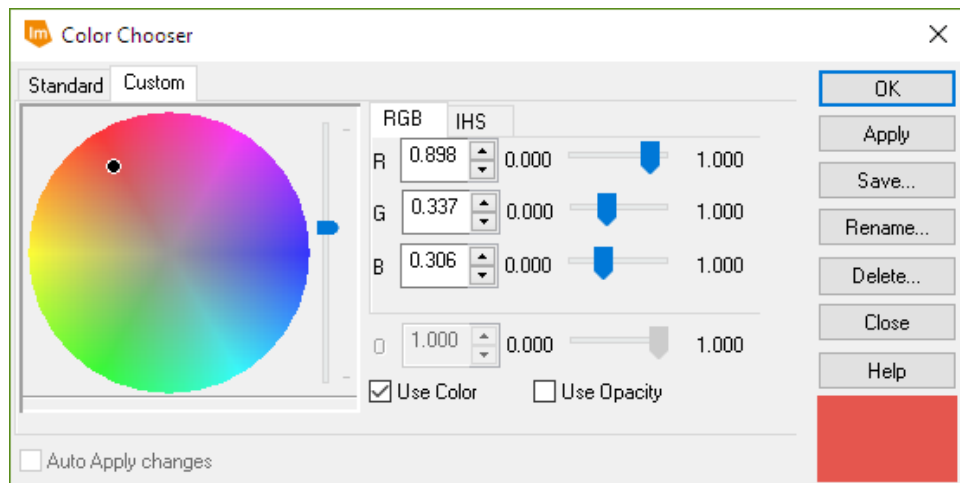 Im Color Chooser
Standard Custom
RGB IHS
R 0.898 0.000 1.000
G 0.337 0.000 1.000
B 0.306 0.000 1.000
O 1.000 0.000 1.000
Use Color Use Opacity
Auto Apply changes
OK
Apply
Save...
Rename...
Delete...
Close
Help